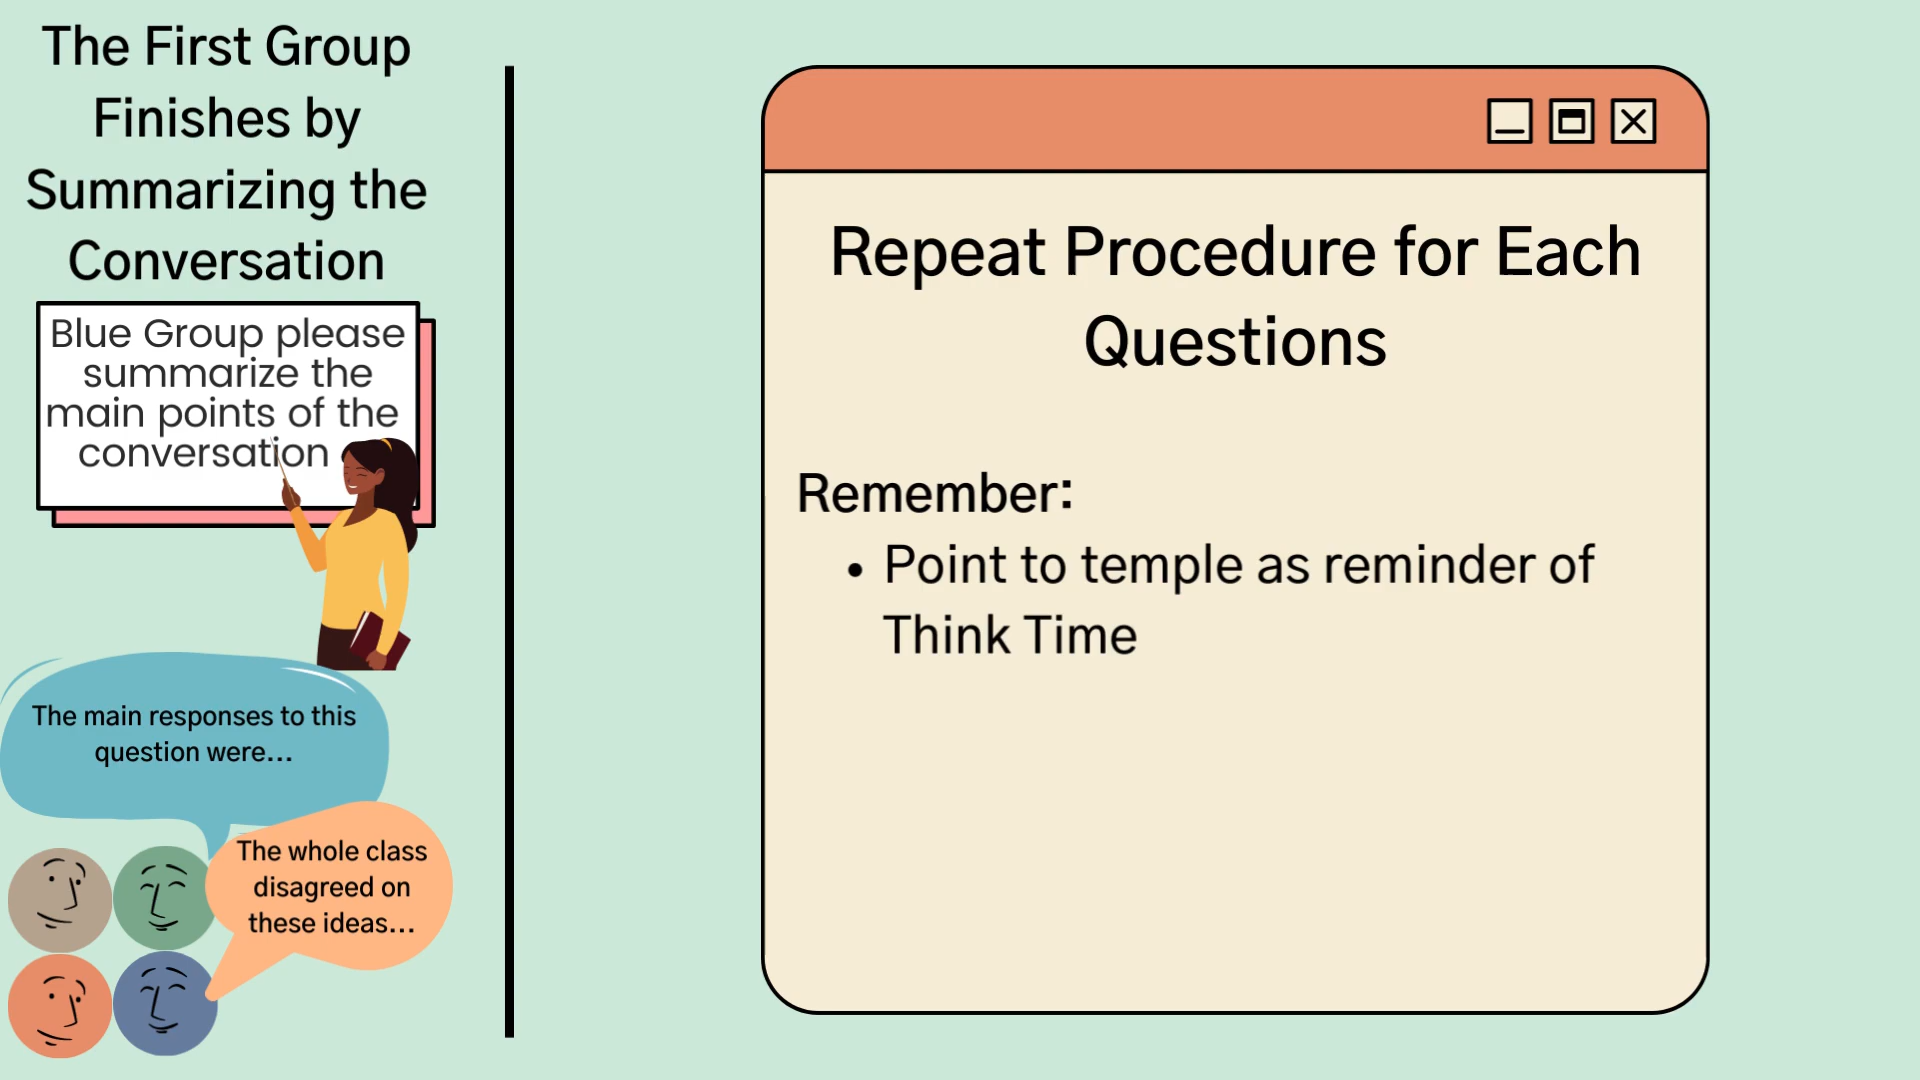 The First Group
Finishes by
Summarizing the
Conversation
Blue Group please
summarize the
main points of the
conversation
The main responses to this
question were...
The whole class
disagreed on
these ideas...
Repeat Procedure for Each
Questions
Remember:
• Point to temple as reminder of
Think Time